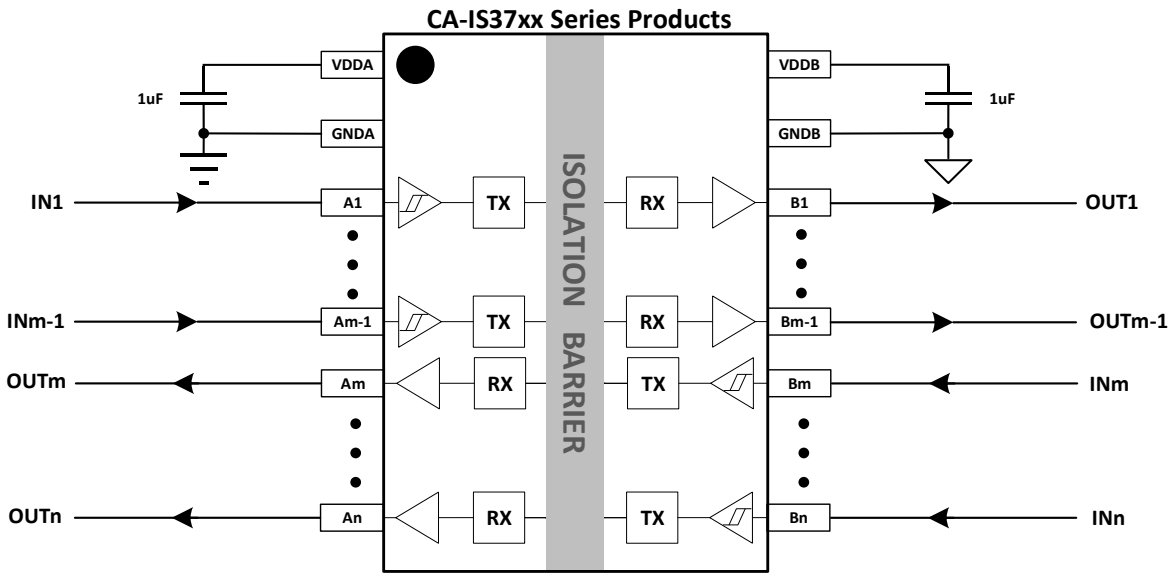 CA-IS37xx Series Products
VDDA
VDDB
1uF
1uF
GNDA
GNDB
ISOLATION BARRIER
IN1
A1
TX
RX
B1
OUT1
INm-1
Am-1
TX
RX
Bm-1
OUTm-1
OUTm
Am
RX
TX
Bm
INm
OUTn
An
RX
TX
Bn
INn